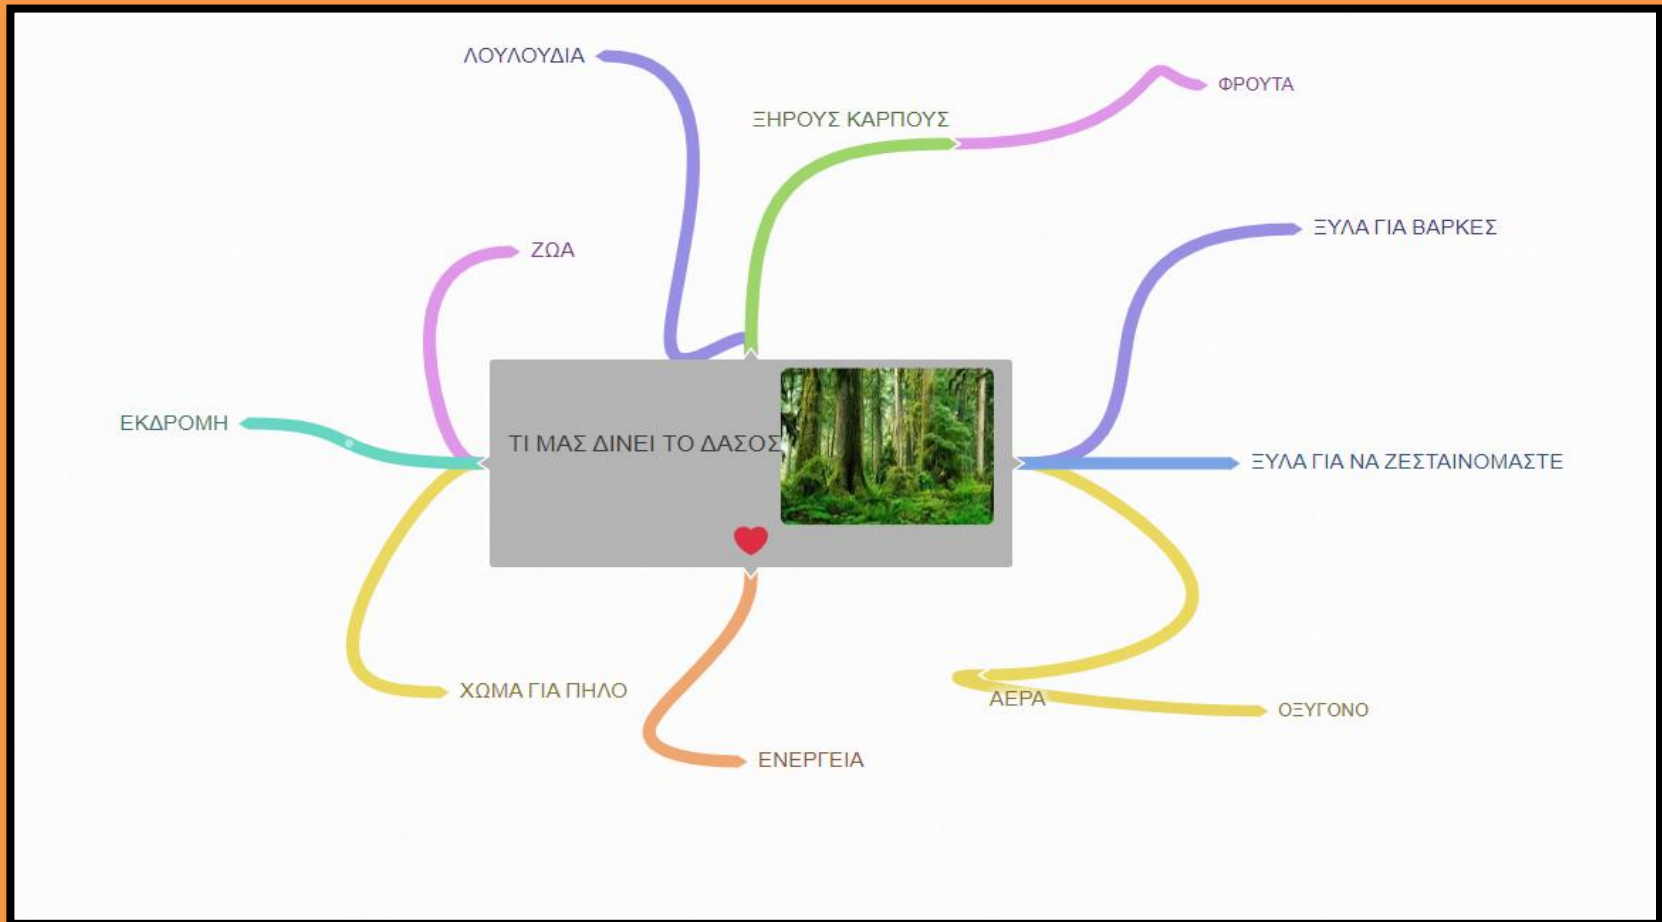 ΛΟΥΛΟΥΔΙΑ
ΦΡΟΥΤΑ
ΞΗΡΟΥΣ ΚΑΡΠΟΥΣ
ΞΥΛΑ ΓΙΑ ΒΑΡΚΕΣ
ΖΩΑ
ΕΚΔΡΟΜΗ
ΤΙ ΜΑΣ ΔΙΝΕΙ ΤΟ ΔΑΣΟΣ
ΞΥΛΑ ΓΙΑ ΝΑ ΖΕΣΤΑΙΝΟΜΑΣΤΕ
ΧΩΜΑ ΓΙΑ ΠΗΛΟ
ΑΕΡΑ
ΟΞΥΓΟΝΟ
ΕΝΕΡΓΕΙΑ